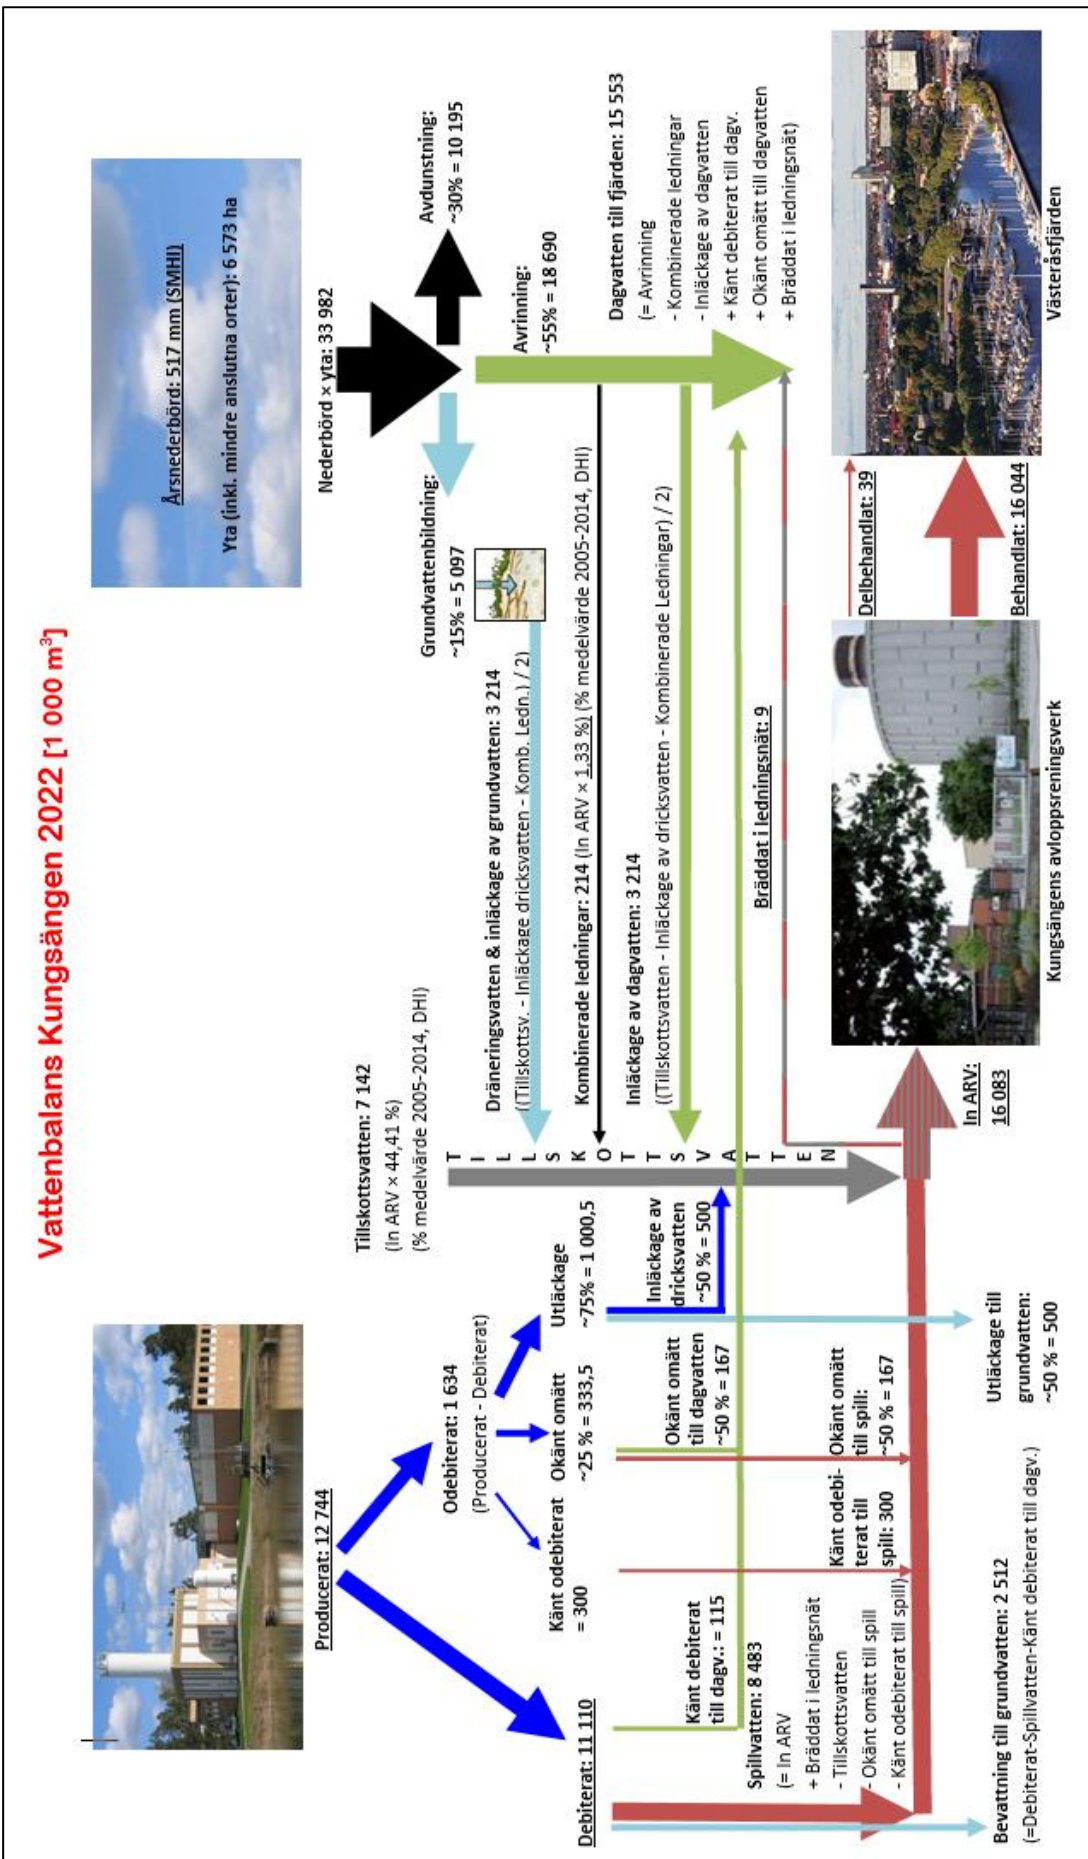 Vattenbalans Kungsängen 2022 [1 000 m³]
Producerat: 12 744
Årsnederbörd: 517 mm (SMHI)
Yta (inkl. mindre anslutna orter): 6 573 ha
Nederbörd × yta: 33 982
Avdunstning:
~30% = 10 195
Grundvattenbildning:
~15% = 5 097
Avrinning:
~55% = 18 690
Tillskottsvatten: 7 142
(In ARV × 44,41 %)
(% medelvärde 2005-2014, DHI)
Odebiterat: 1 634
(Producerat - Debiterat)
Debiterat: 11 110
Känt odebiterat
= 300
Okänt omätt
~25 % = 333,5
Utläckage
~75% = 1 000,5
TILLSKOTTSVATTEN
Dräneringsvatten & inläckage av grundvatten: 3 214
((Tillskottsv. - Inläckage dricksvatten - Komb. Ledn.) / 2)
Kombinerade ledningar: 214 (In ARV × 1,33 %) (% medelvärde 2005-2014, DHI)
Inläckage av dagvatten: 3 214
((Tillskottsvatten - Inläckage av dricksvatten - Kombinerade Ledningar) / 2)
Dagvatten till fjärden: 15 553
(= Avrinning
- Kombinerade ledningar
- Inläckage av dagvatten
+ Känt debiterat till dagv.
+ Okänt omätt till dagvatten
+ Bräddat i ledningsnät)
Känt debiterat
till dagv.: = 115
Okänt omätt
till dagvatten
~50 % = 167
Inläckage av
dricksvatten
~50 % = 500
Bräddat i ledningsnät: 9
Spillvatten: 8 483
(= In ARV
+ Bräddat i ledningsnät
- Tillskottsvatten
- Okänt omätt till spill
- Känt odebiterat till spill)
Känt odebi-
terat till
spill: 300
Okänt omätt
till spill:
~50 % = 167
In ARV:
16 083
Delbehandlat: 39
Behandlat: 16 044
Bevattning till grundvatten: 2 512
(=Debiterat-Spillvatten-Känt debiterat till dagv.)
Utläckage till
grundvatten:
~50 % = 500
Kungsängens avloppsreningsverk
Västeråsfjärden